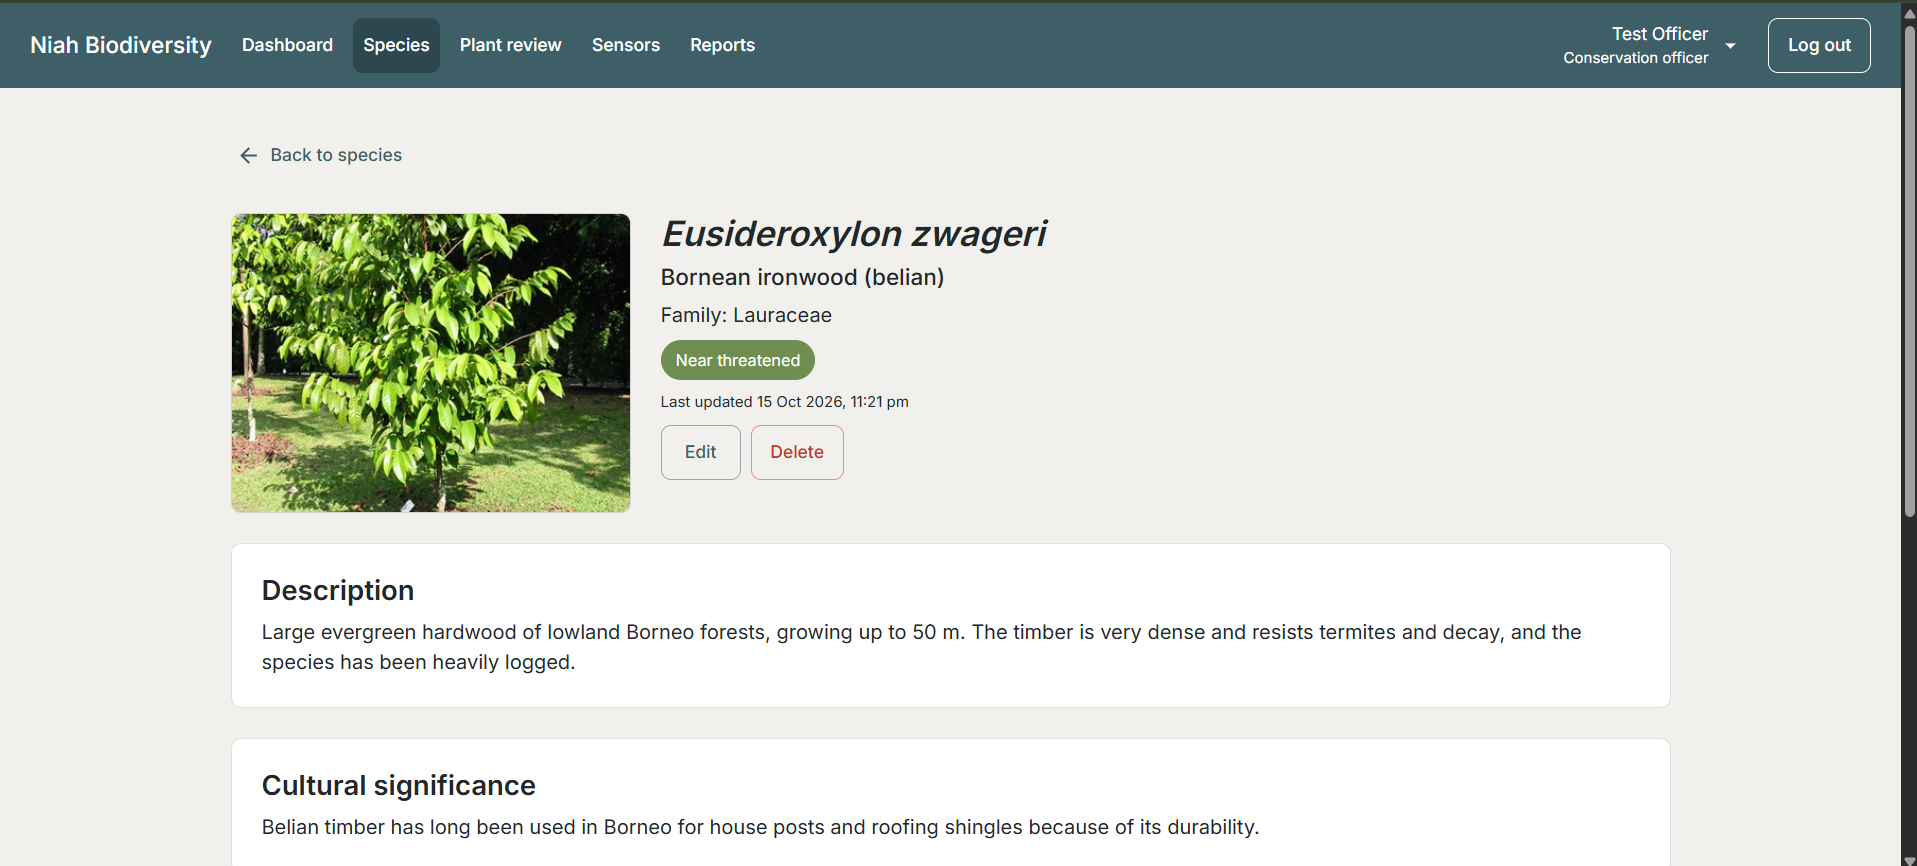 Niah Biodiversity
Dashboard
Species
Plant review
Sensors
Reports
Test Officer
Conservation officer
Log out
Back to species
Eusideroxylon zwageri
Bornean ironwood (belian)
Family: Lauraceae
Near threatened
Last updated 15 Oct 2026, 11:21 pm
Edit
Delete
Description
Large evergreen hardwood of lowland Borneo forests, growing up to 50 m. The timber is very dense and resists termites and decay, and the
species has been heavily logged.
Cultural significance
Belian timber has long been used in Borneo for house posts and roofing shingles because of its durability.